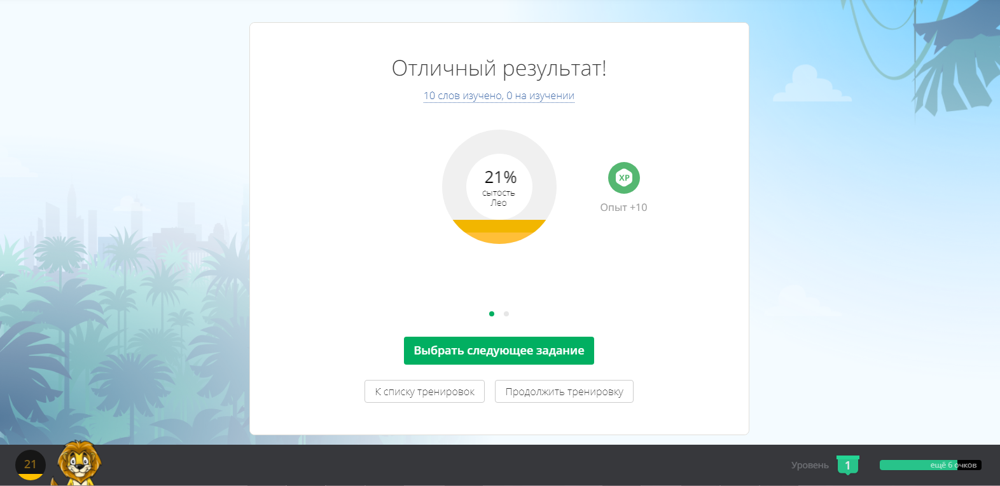 Отличный результат!
10 слов изучено, 0 на изучении
21%
сытость
Лео
XP
Опыт +10
Выбрать следующее задание
К списку тренировок
Продолжить тренировку
21
Уровень
1
ещё 6 очков